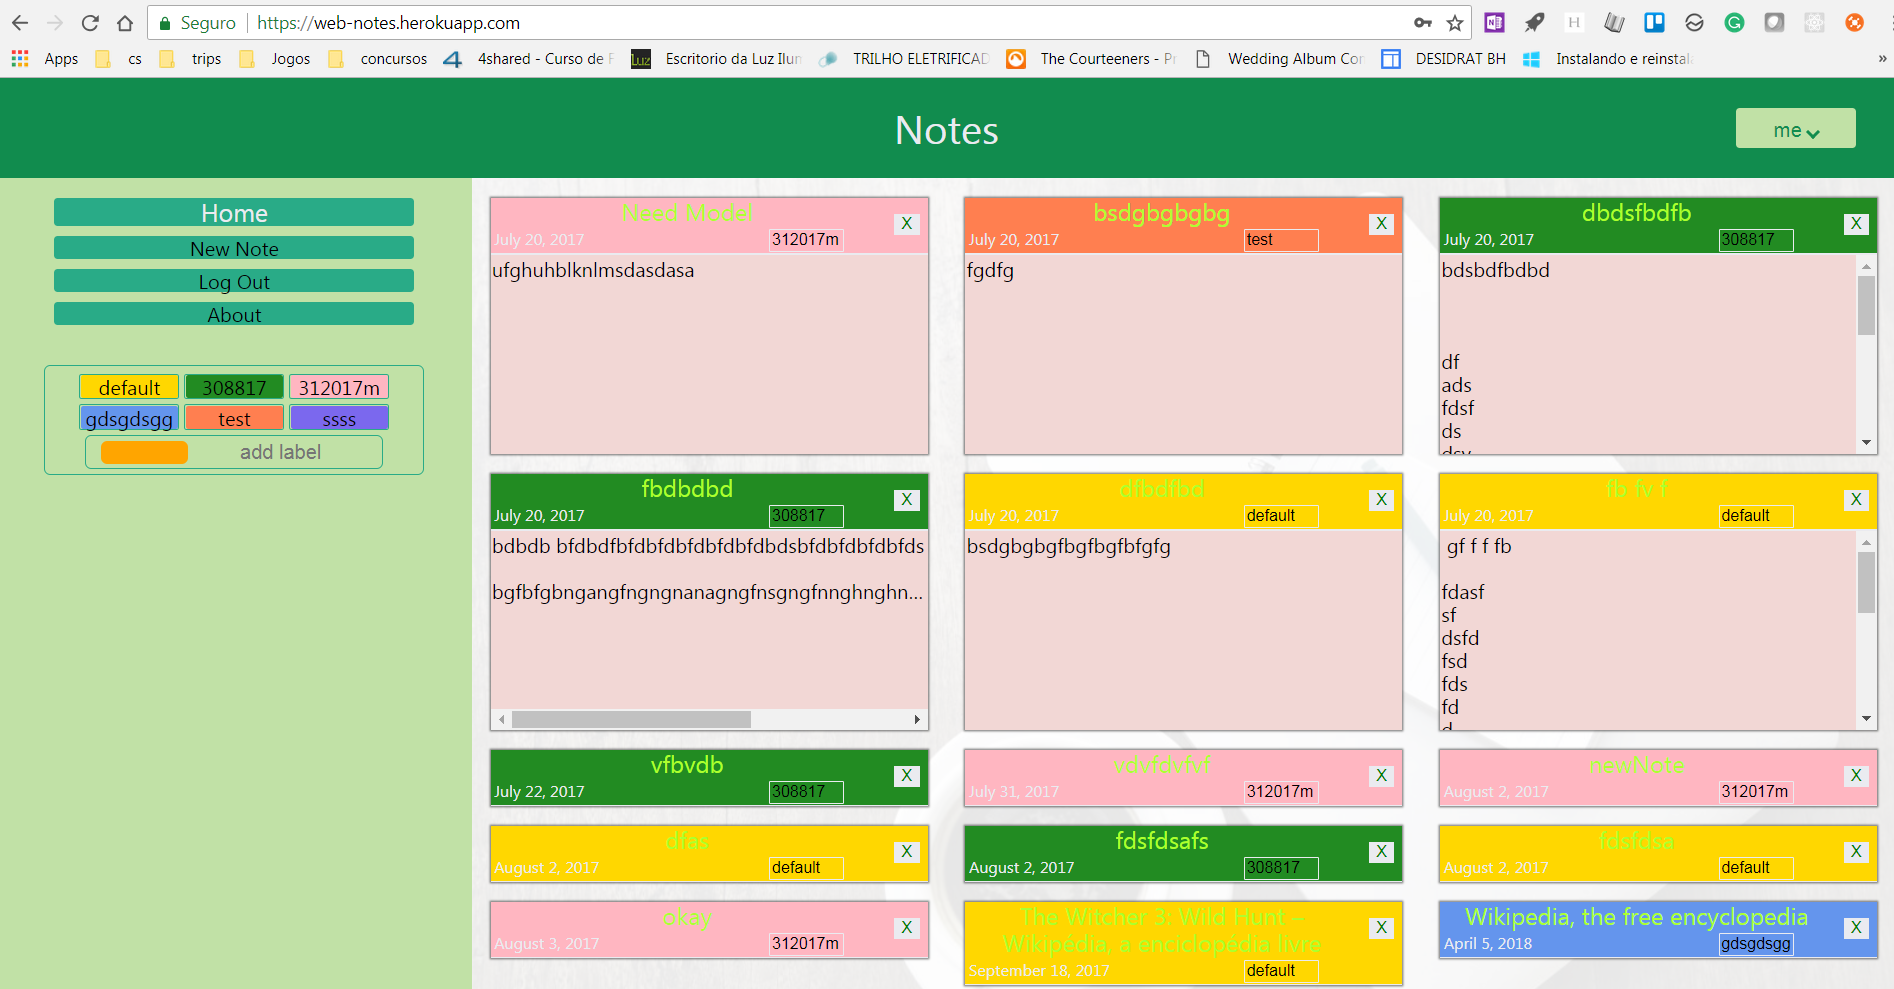 Seguro https://web-notes.herokuapp.com
Apps cs trips Jogos concursos 4shared - Curso de F Luz Escritorio da Luz Ilun TRILHO ELETRIFICAD The Courteeners - Pr Wedding Album Con DESIDRAT BH Instalando e reinstala »
Notes
me
Home
New Note
Log Out
About
default 308817 312017m
gdsgdsgg test ssss
add label
Need Model X
July 20, 2017 312017m
ufghuhblknlmsdasdasa
bsdgbgbgbg X
July 20, 2017 test
fgdfg
dbdsfbdfb X
July 20, 2017 308817
bdsbdfbdbd
df
ads
fdsf
ds
dsv
fbdbdbd X
July 20, 2017 308817
bdbdb bfdbdfbfdbfdbfdbfdbfdbdsbfdbfdbfdbfds
bgfbfgbngangfngngnanagngfnsgngfnnghnghn...
dfbdfbd X
July 20, 2017 default
bsdgbgbgfbgfbgfbfgfg
fb fv f X
July 20, 2017 default
gf f f fb
fdasf
sf
dsfd
fsd
fds
fd
d
vfbvdb X
July 22, 2017 308817
vdvfdvfvf X
July 31, 2017 312017m
newNote X
August 2, 2017 312017m
dfas X
August 2, 2017 default
fdsfdsafs X
August 2, 2017 308817
fdsfdsa X
August 2, 2017 default
okay X
August 3, 2017 312017m
The Witcher 3: Wild Hunt – X
Wikipédia, a enciclopédia livre
September 18, 2017 default
Wikipedia, the free encyclopedia X
April 5, 2018 gdsgdsgg